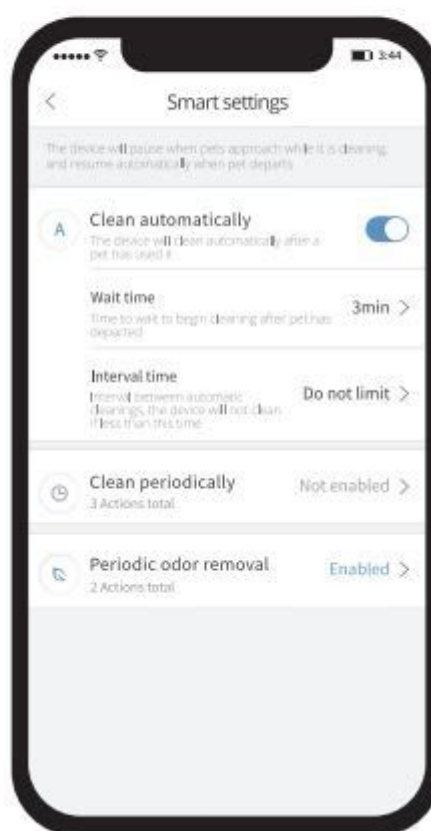 3:44
Smart settings
The device will pause when pets approach while it is cleaning,
and resume automatically when pet departs
A
Clean automatically
The device will clean automatically after a
pet has used it
Wait time
Time to wait to begin cleaning after pet has
departed
3min
Interval time
Interval between automatic
cleanings, the device will not clean
if less than this time
Do not limit
Clean periodically
3 Actions total
Not enabled
Periodic odor removal
2 Actions total
Enabled